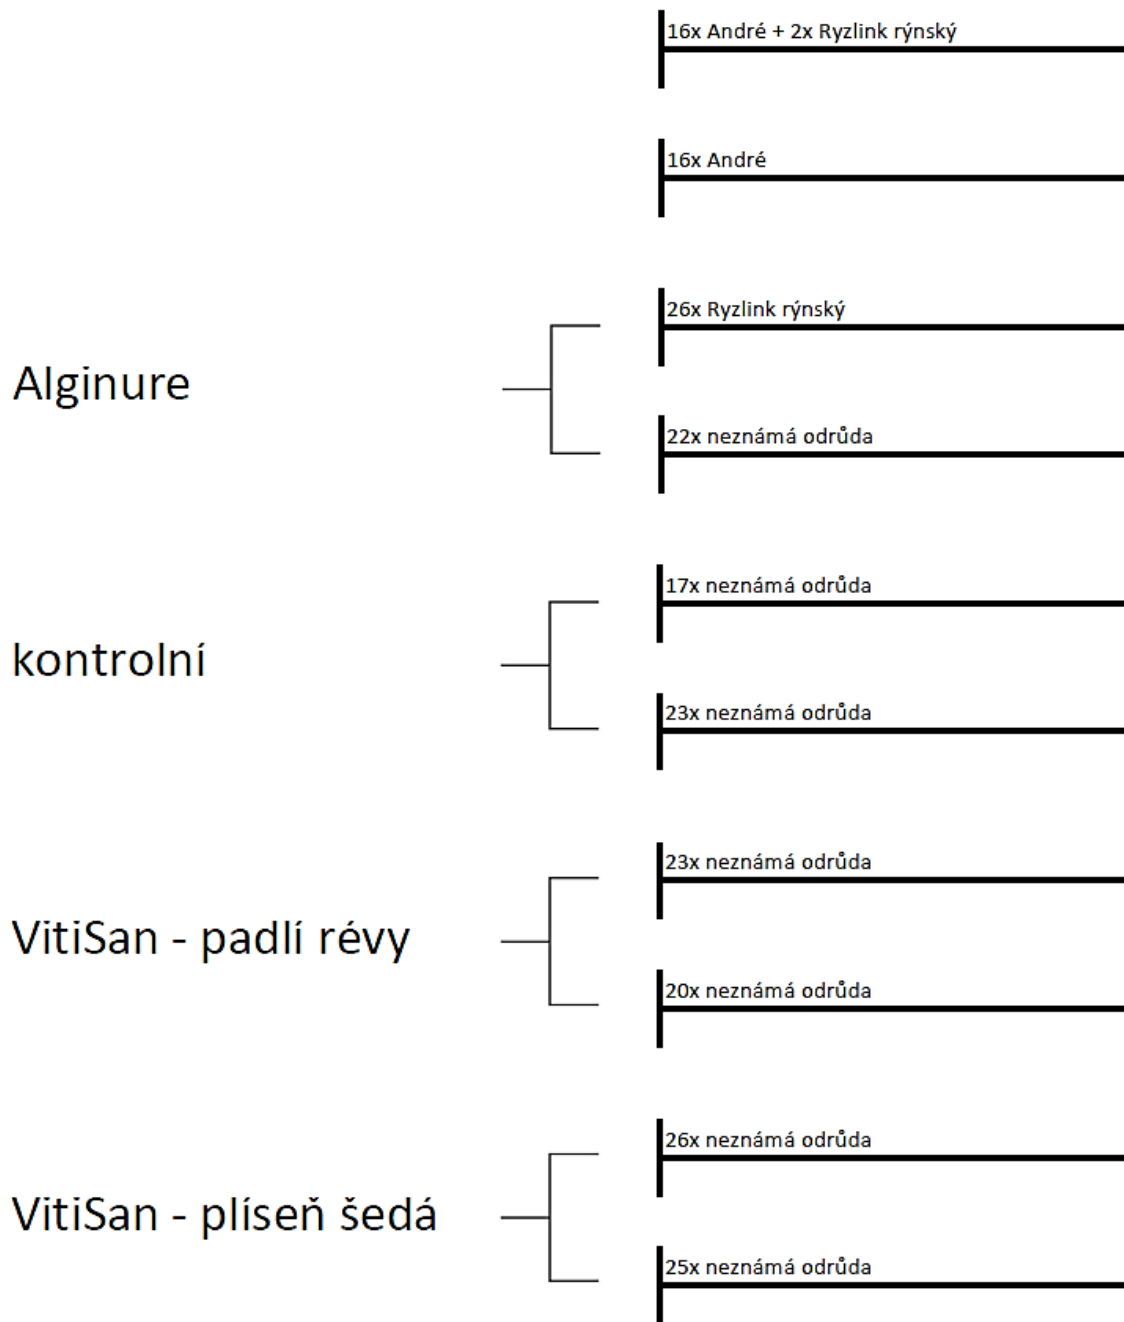 16x André + 2x Ryzlink rýnský
16x André
26x Ryzlink rýnský
Alginure
22x neznámá odrůda
17x neznámá odrůda
kontrolní
23x neznámá odrůda
23x neznámá odrůda
VitiSan - padlí révy
20x neznámá odrůda
26x neznámá odrůda
VitiSan - plíseň šedá
25x neznámá odrůda